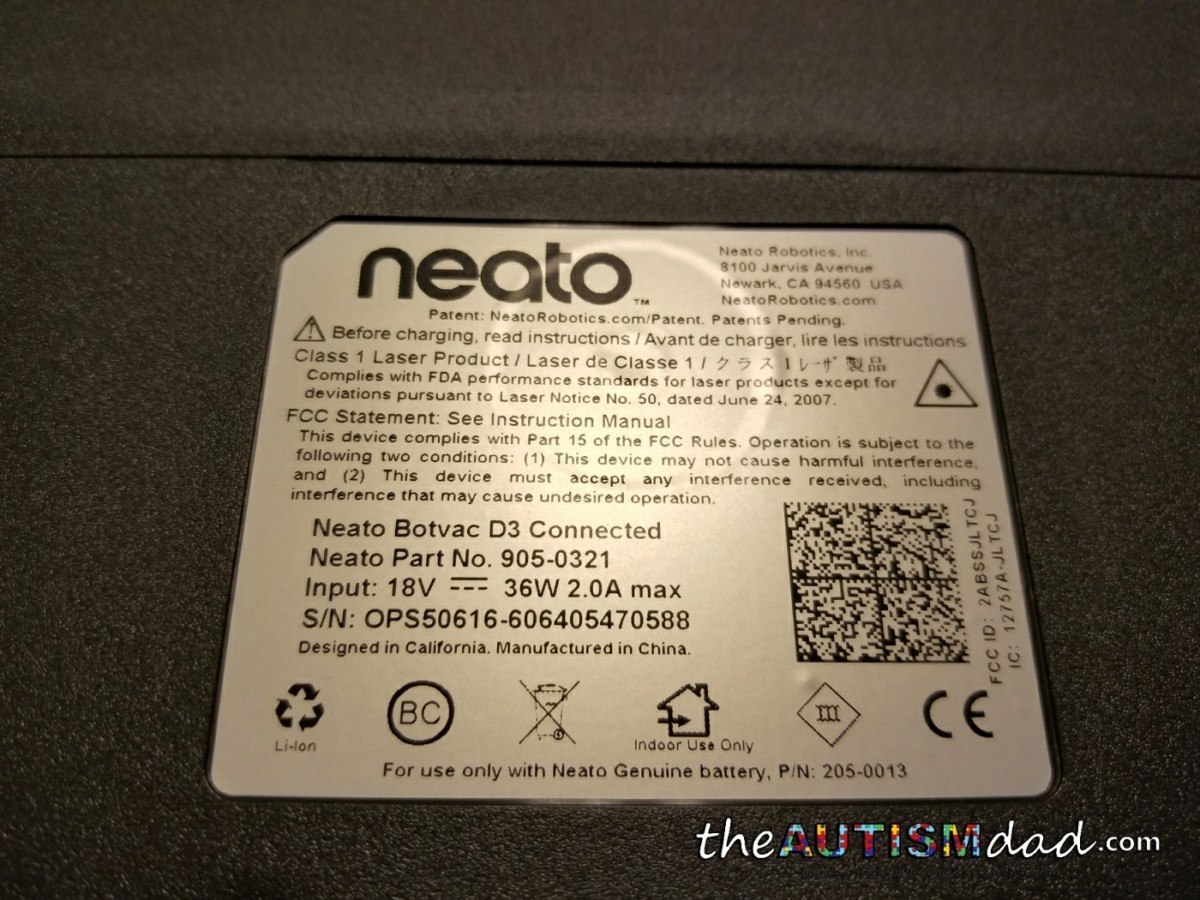 neato™
Neato Robotics, Inc.
8100 Jarvis Avenue
Newark, CA 94560 USA
NeatoRobotics.com
Patent: NeatoRobotics.com/Patent. Patents Pending.
Before charging, read instructions / Avant de charger, lire les instructions
Class 1 Laser Product / Laser de Classe 1 / クラス 1 レーザ 製品
Complies with FDA performance standards for laser products except for
deviations pursuant to Laser Notice No. 50, dated June 24, 2007.
FCC Statement: See Instruction Manual
This device complies with Part 15 of the FCC Rules. Operation is subject to the
following two conditions: (1) This device may not cause harmful interference,
and (2) This device must accept any interference received, including
interference that may cause undesired operation.
Neato Botvac D3 Connected
Neato Part No. 905-0321
Input: 18V ⎓ 36W 2.0A max
S/N: OPS50616-606405470588
Designed in California. Manufactured in China.
FCC ID: 2ABSSJLTCJ
IC: 12757A-JLTCJ
Li-Ion
BC
Indoor Use Only
III
CE
For use only with Neato Genuine battery, P/N: 205-0013
theAUTISMdad.com